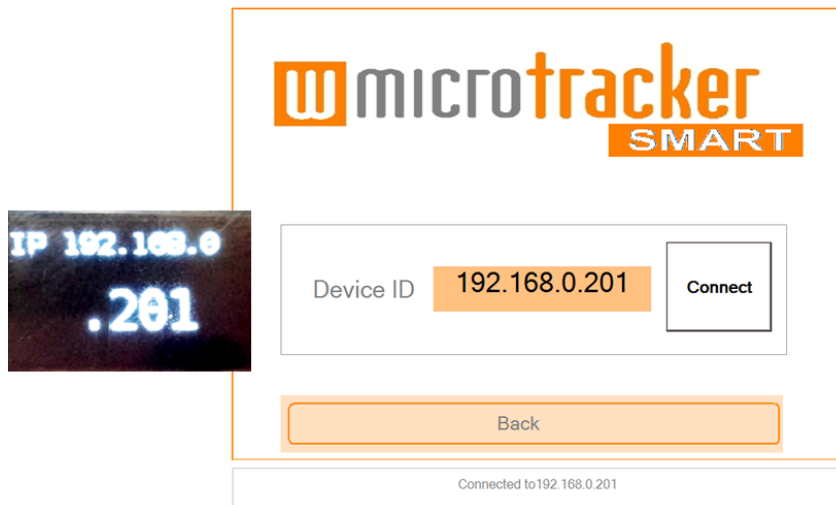 microtracker
SMART
IP 192.168.0
.201
Device ID
192.168.0.201
Connect
Back
Connected to192.168.0.201